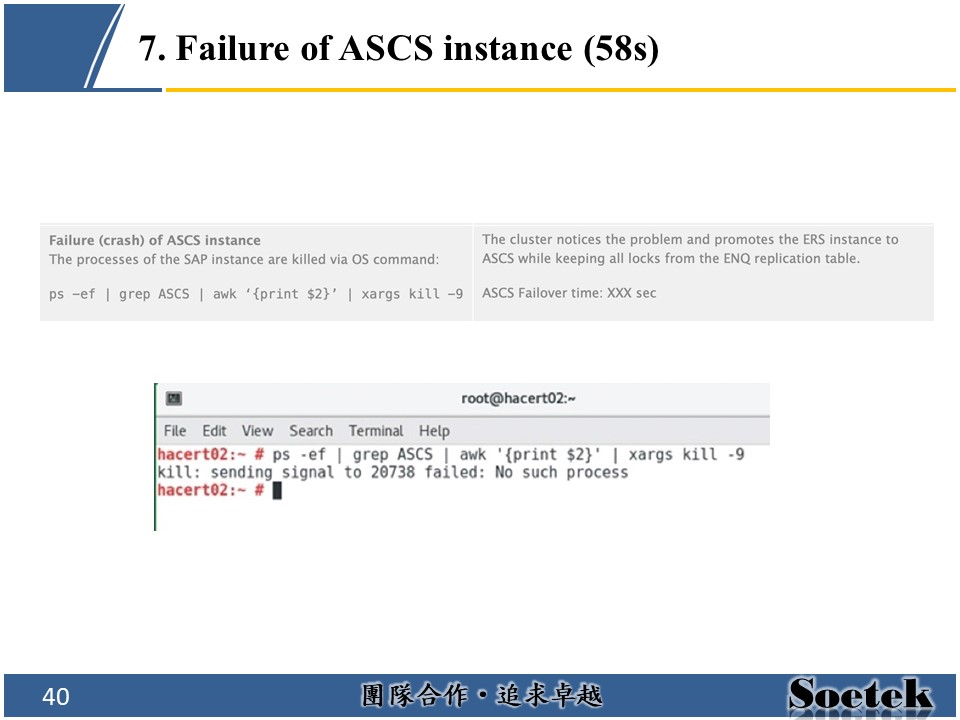 7. Failure of ASCS instance (58s)
Failure (crash) of ASCS instance
The processes of the SAP instance are killed via OS command:
ps –ef | grep ASCS | awk ‘{print $2}’ | xargs kill –9
The cluster notices the problem and promotes the ERS instance to
ASCS while keeping all locks from the ENQ replication table.
ASCS Failover time: XXX sec
root@hacert02:~
File Edit View Search Terminal Help
hacert02:~ # ps -ef | grep ASCS | awk '{print $2}' | xargs kill -9
kill: sending signal to 20738 failed: No such process
hacert02:~ #
40
團隊合作・追求卓越
Soetek